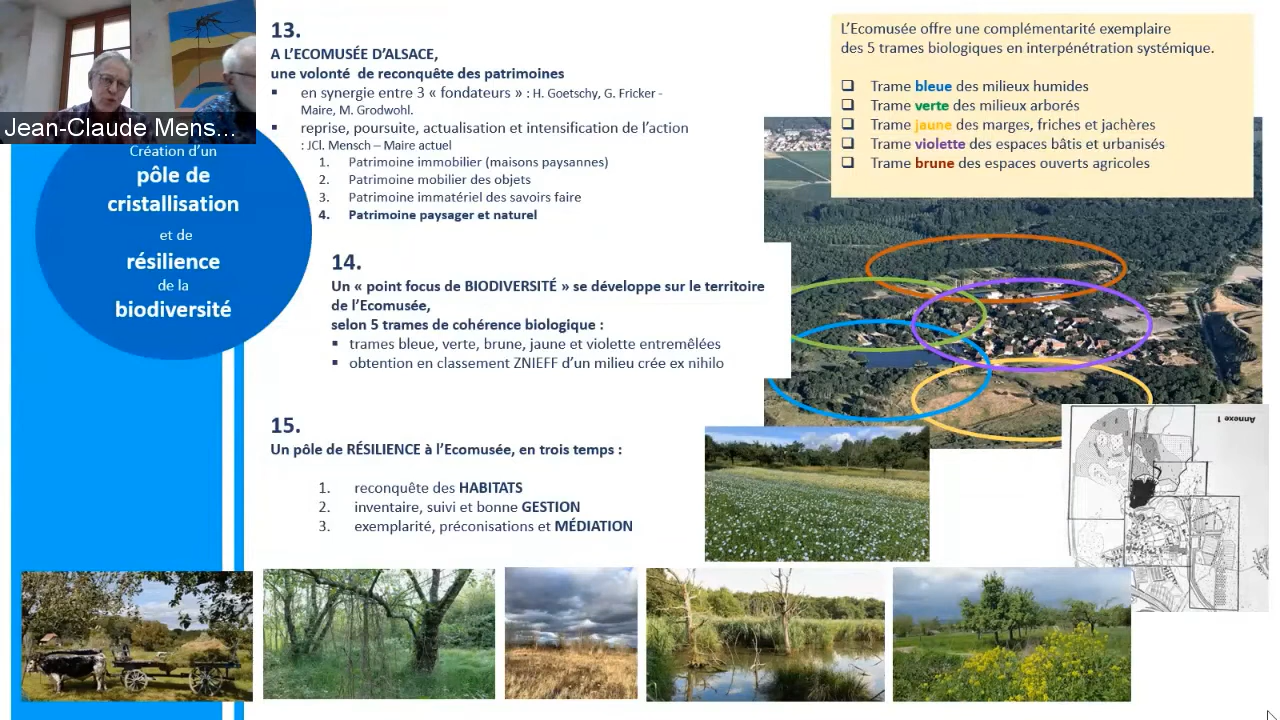 Jean-Claude Mens...
Création d'un
pôle de
cristallisation
et de
résilience
de la
biodiversité
13.
A L'ECOMUSÉE D'ALSACE,
une volonté de reconquête des patrimoines
▪ en synergie entre 3 « fondateurs » : H. Goetschy, G. Fricker -
Maire, M. Grodwohl.
▪ reprise, poursuite, actualisation et intensification de l'action
: JCl. Mensch – Maire actuel
1. Patrimoine immobilier (maisons paysannes)
2. Patrimoine mobilier des objets
3. Patrimoine immatériel des savoirs faire
4. Patrimoine paysager et naturel
14.
Un « point focus de BIODIVERSITÉ » se développe sur le territoire
de l'Ecomusée,
selon 5 trames de cohérence biologique :
▪ trames bleue, verte, brune, jaune et violette entremêlées
▪ obtention en classement ZNIEFF d'un milieu crée ex nihilo
15.
Un pôle de RÉSILIENCE à l'Ecomusée, en trois temps :
1. reconquête des HABITATS
2. inventaire, suivi et bonne GESTION
3. exemplarité, préconisations et MÉDIATION
L'Ecomusée offre une complémentarité exemplaire
des 5 trames biologiques en interpénétration systémique.
❑ Trame bleue des milieux humides
❑ Trame verte des milieux arborés
❑ Trame jaune des marges, friches et jachères
❑ Trame violette des espaces bâtis et urbanisés
❑ Trame brune des espaces ouverts agricoles
Annexe 1